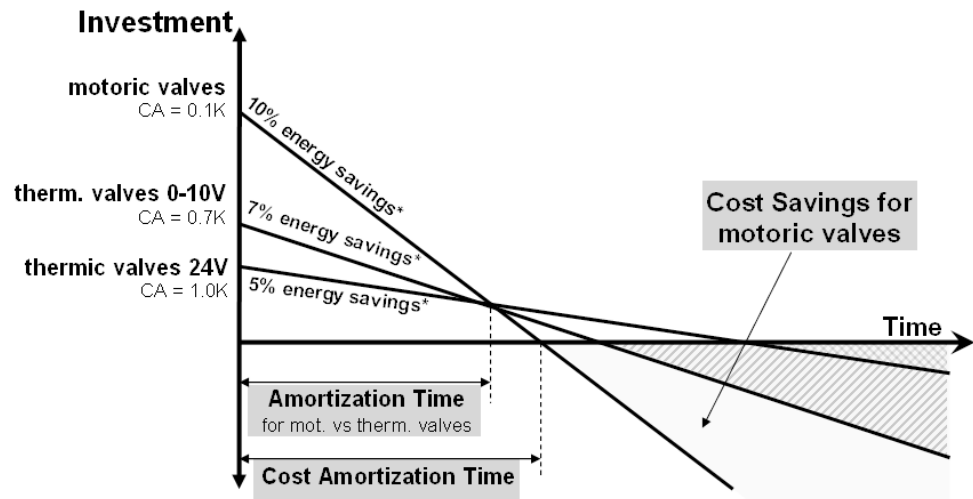 Investment
motoric valves
CA = 0.1K
10% energy savings*
therm. valves 0-10V
CA = 0.7K
7% energy savings*
Cost Savings for
motoric valves
thermic valves 24V
CA = 1.0K
5% energy savings*
Time
Amortization Time
for mot. vs therm. valves
Cost Amortization Time